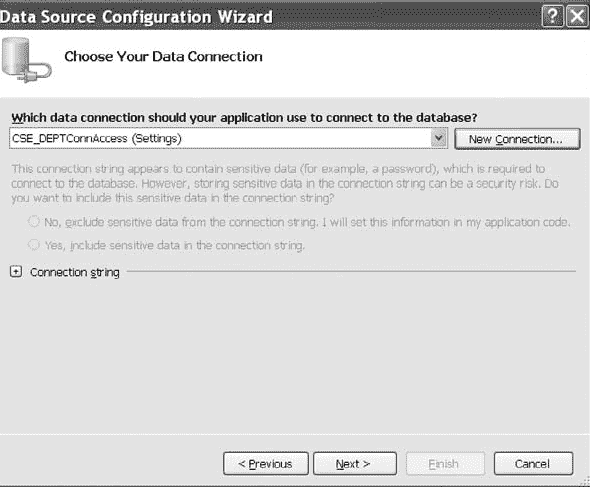 Data Source Configuration Wizard
Choose Your Data Connection
Which data connection should your application use to connect to the database?
CSE_DEPTConnAccess (Settings)
New Connection...
This connection string appears to contain sensitive data (for example, a password), which is required to
connect to the database. However, storing sensitive data in the connection string can be a security risk. Do
you want to include this sensitive data in the connection string?
No, exclude sensitive data from the connection string. I will set this information in my application code.
Yes, include sensitive data in the connection string.
Connection string
< Previous
Next >
Finish
Cancel